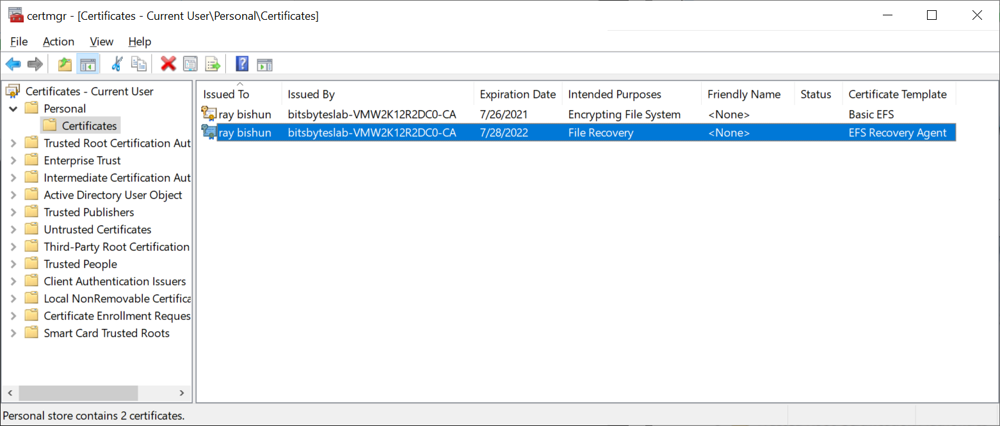 certmgr - [Certificates - Current User\Personal\Certificates]
File Action View Help
Certificates - Current User
Personal
Certificates
Trusted Root Certification Aut
Enterprise Trust
Intermediate Certification Aut
Active Directory User Object
Trusted Publishers
Untrusted Certificates
Third-Party Root Certification
Trusted People
Client Authentication Issuers
Local NonRemovable Certifica
Certificate Enrollment Reques
Smart Card Trusted Roots
Issued To Issued By Expiration Date Intended Purposes Friendly Name Status Certificate Template
ray bishun bitsbyteslab-VMW2K12R2DC0-CA 7/26/2021 Encrypting File System <None> Basic EFS
ray bishun bitsbyteslab-VMW2K12R2DC0-CA 7/28/2022 File Recovery <None> EFS Recovery Agent
Personal store contains 2 certificates.